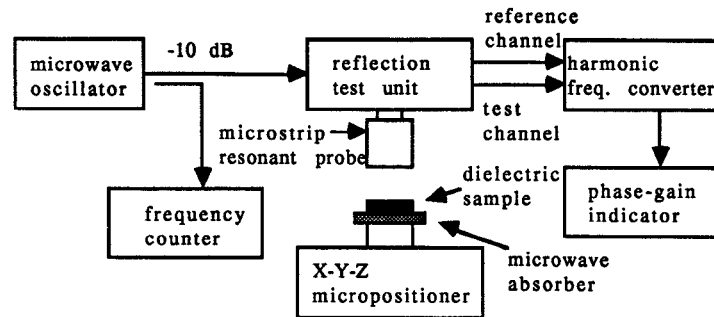 microwave
oscillator
-10 dB
reflection
test unit
reference
channel
test
channel
harmonic
freq. converter
microstrip
resonant probe
frequency
counter
dielectric
sample
phase-gain
indicator
microwave
absorber
X-Y-Z
micropositioner